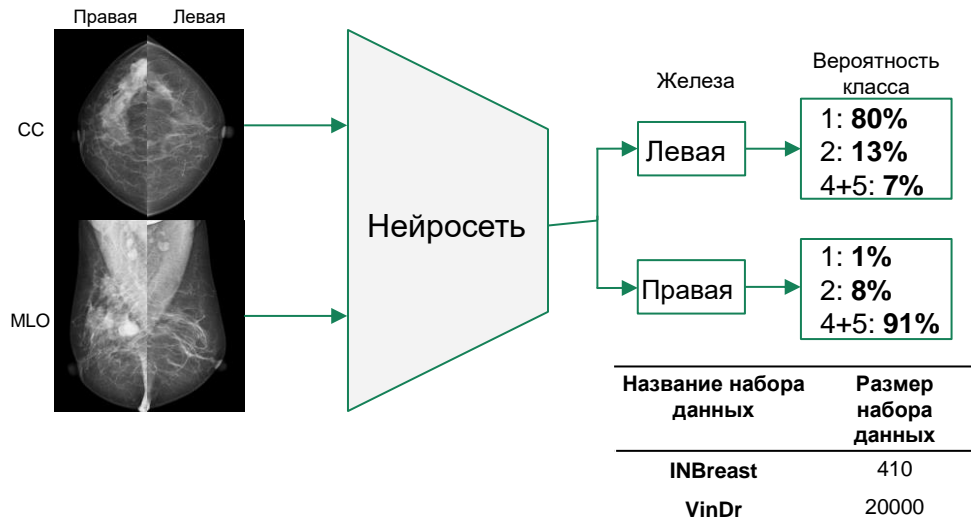 Правая Левая
CC
MLO
Нейросеть
Железа
Левая
Правая
Вероятность
класса
1: 80%
2: 13%
4+5: 7%
1: 1%
2: 8%
4+5: 91%
Название набора
данных
Размер
набора
данных
INBreast 410
VinDr 20000